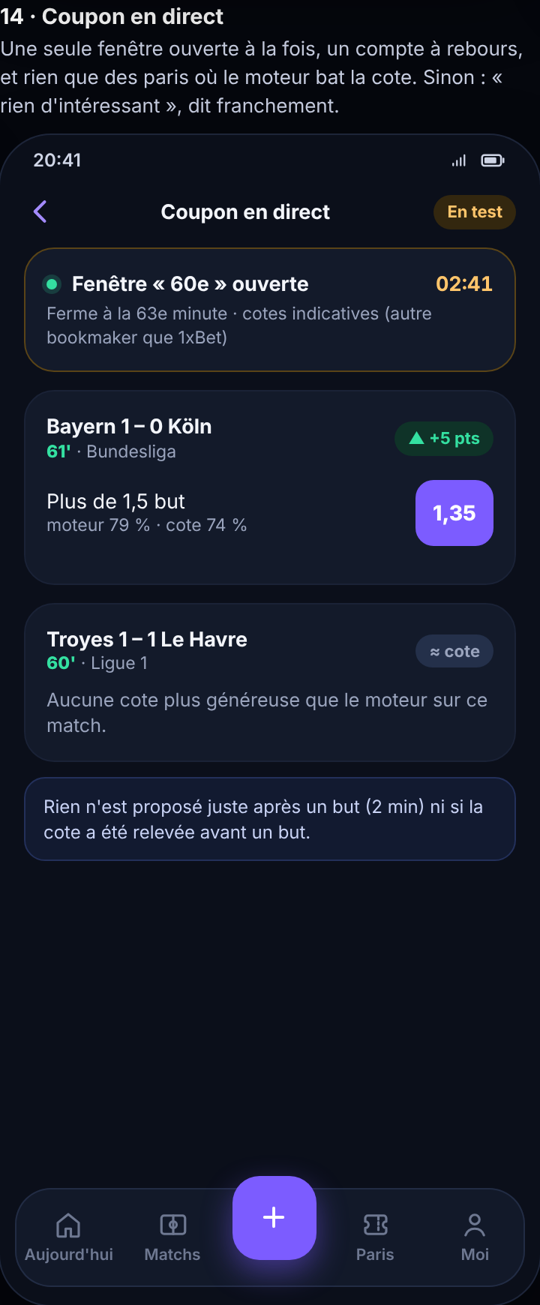 14 · Coupon en direct
Une seule fenêtre ouverte à la fois, un compte à rebours,
et rien que des paris où le moteur bat la cote. Sinon : «
rien d'intéressant », dit franchement.
20:41
Coupon en direct
En test
Fenêtre « 60e » ouverte
02:41
Ferme à la 63e minute · cotes indicatives (autre
bookmaker que 1xBet)
Bayern 1 – 0 Köln
▲ +5 pts
61' · Bundesliga
Plus de 1,5 but
moteur 79 % · cote 74 %
1,35
Troyes 1 – 1 Le Havre
≈ cote
60' · Ligue 1
Aucune cote plus généreuse que le moteur sur ce
match.
Rien n'est proposé juste après un but (2 min) ni si la
cote a été relevée avant un but.
+
Aujourd'hui
Matchs
Paris
Moi